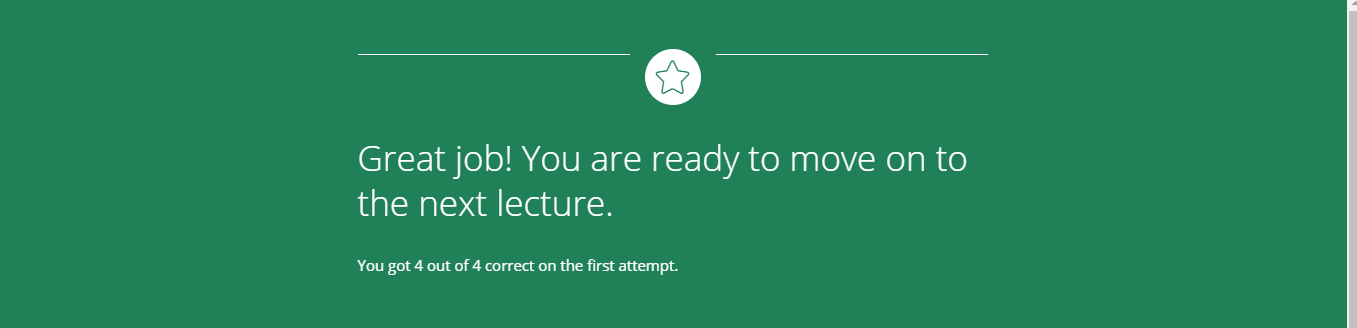 Great job! You are ready to move on to
the next lecture.
You got 4 out of 4 correct on the first attempt.